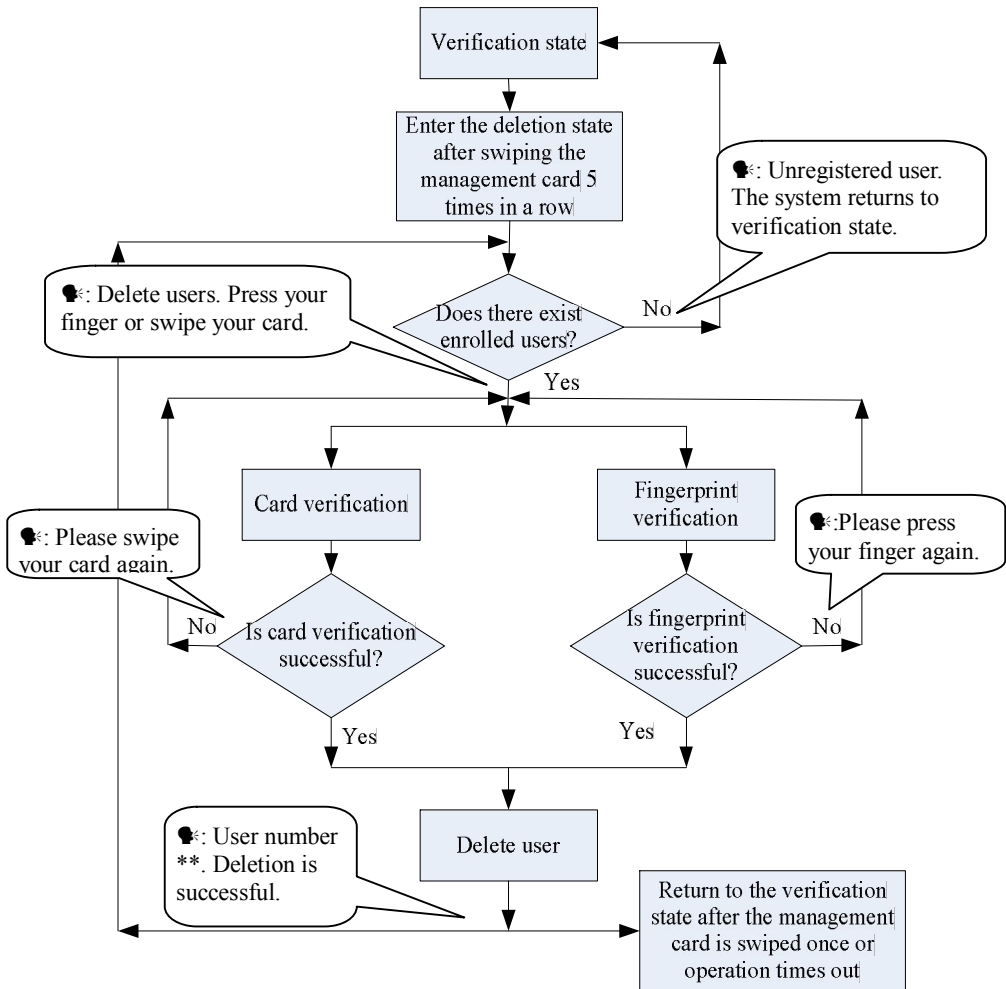 Verification state
Enter the deletion state
after swiping the
management card 5
times in a row
🗣: Unregistered user.
The system returns to
verification state.
🗣: Delete users. Press your
finger or swipe your card.
Does there exist
enrolled users?
No
Yes
Card verification
Fingerprint
verification
🗣: Please swipe
your card again.
🗣:Please press
your finger again.
No
Is card verification
successful?
Is fingerprint
verification
successful?
No
Yes
Yes
🗣: User number
**. Deletion is
successful.
Delete user
Return to the verification
state after the management
card is swiped once or
operation times out